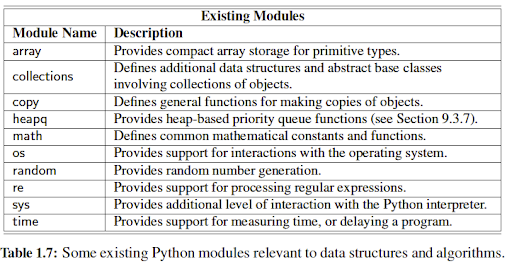 Existing Modules
Module Name Description
array Provides compact array storage for primitive types.
collections Defines additional data structures and abstract base classes
involving collections of objects.
copy Defines general functions for making copies of objects.
heapq Provides heap-based priority queue functions (see Section 9.3.7).
math Defines common mathematical constants and functions.
os Provides support for interactions with the operating system.
random Provides random number generation.
re Provides support for processing regular expressions.
sys Provides additional level of interaction with the Python interpreter.
time Provides support for measuring time, or delaying a program.
Table 1.7: Some existing Python modules relevant to data structures and algorithms.